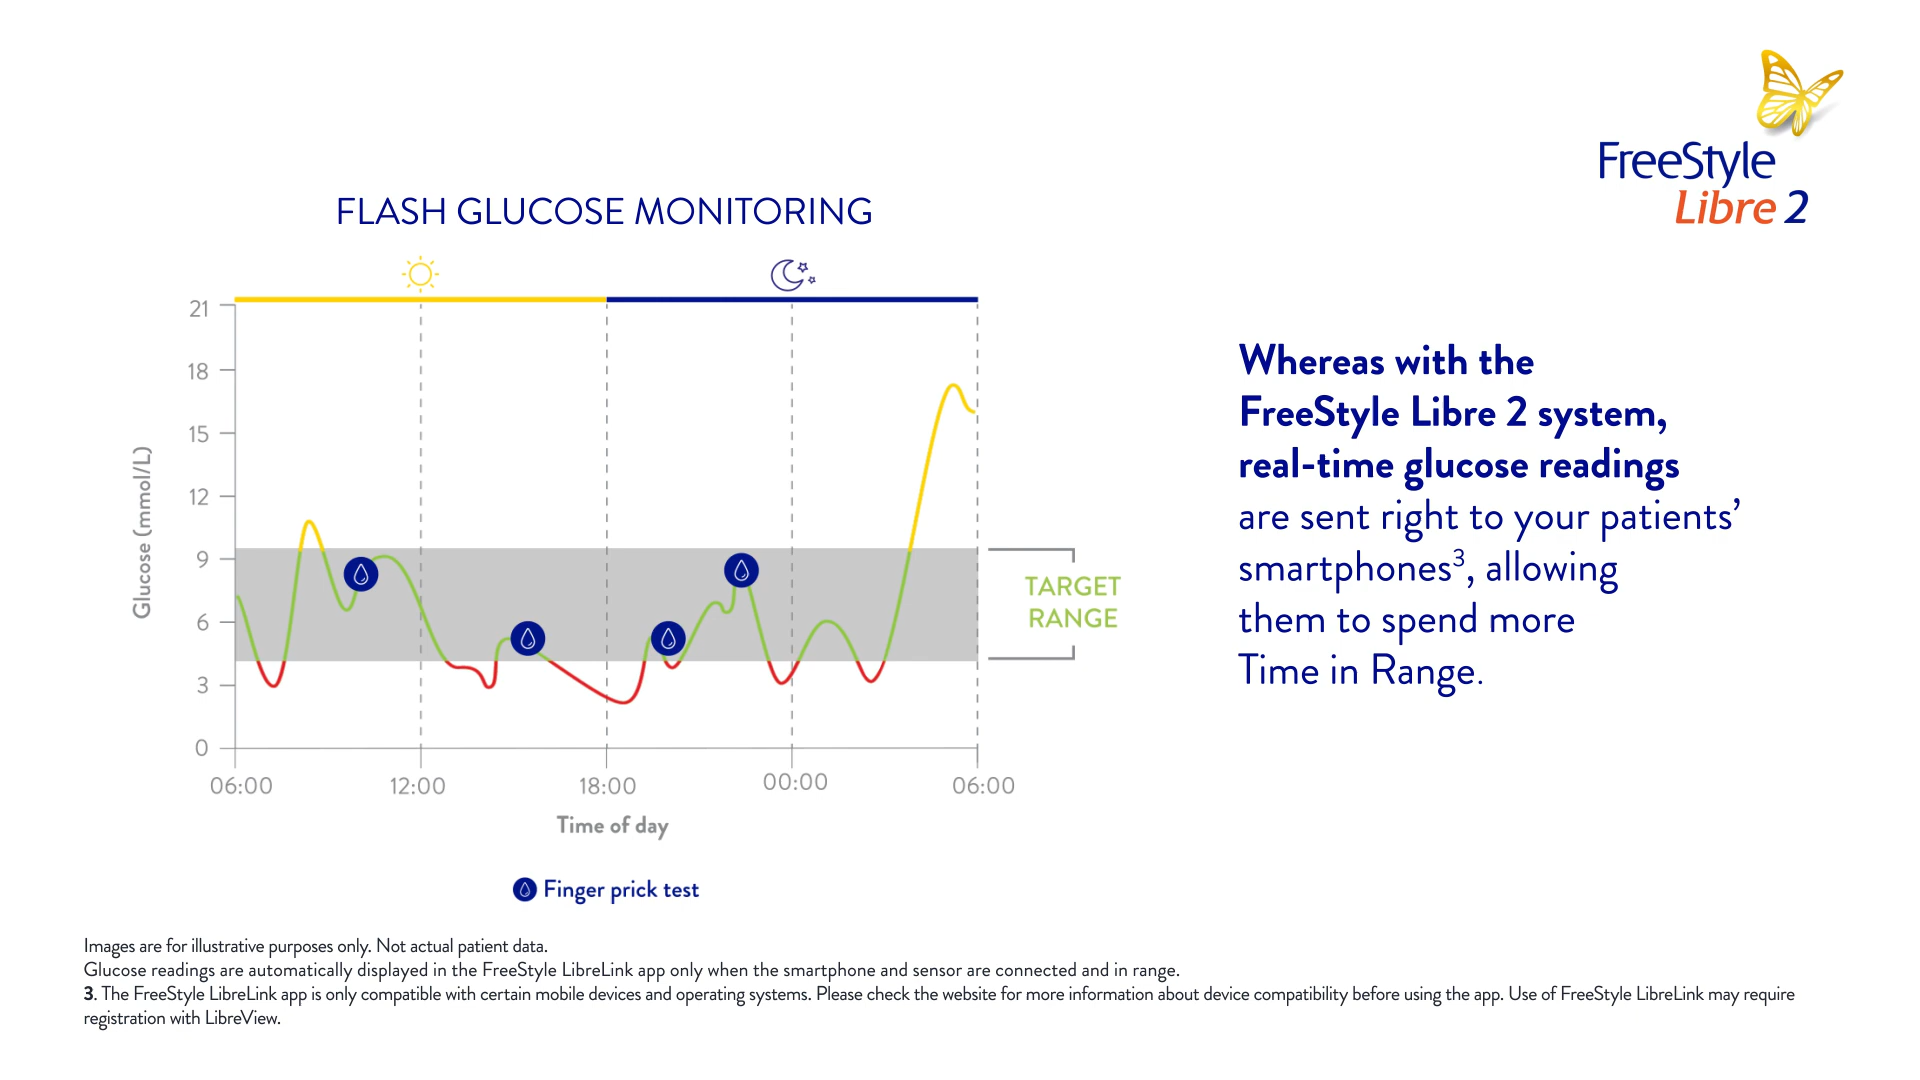 FreeStyle
Libre 2
FLASH GLUCOSE MONITORING
21
18
15
12
9
6
3
0
Glucose (mmol/L)
06:00
12:00
18:00
00:00
06:00
Time of day
TARGET
RANGE
Finger prick test
Whereas with the
FreeStyle Libre 2 system,
real-time glucose readings
are sent right to your patients’
smartphones³, allowing
them to spend more
Time in Range.
Images are for illustrative purposes only. Not actual patient data.
Glucose readings are automatically displayed in the FreeStyle LibreLink app only when the smartphone and sensor are connected and in range.
3. The FreeStyle LibreLink app is only compatible with certain mobile devices and operating systems. Please check the website for more information about device compatibility before using the app. Use of FreeStyle LibreLink may require
registration with LibreView.